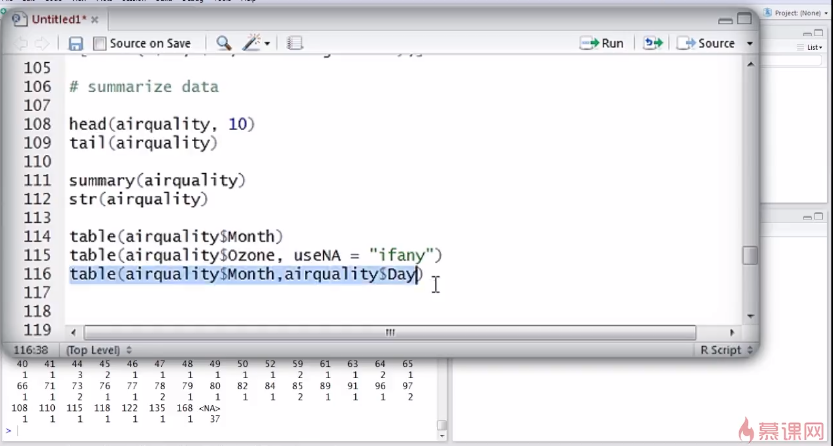 Project: (None)
Untitled1*
Source on Save
Run
Source
List
105
106 # summarize data
107
108 head(airquality, 10)
109 tail(airquality)
110
111 summary(airquality)
112 str(airquality)
113
114 table(airquality$Month)
115 table(airquality$Ozone, useNA = "ifany")
116 table(airquality$Month,airquality$Day)
117
118
119
116:38 (Top Level) R Script
40 41 44 45 46 47 48 49 50 52 59 61 63 64 65
1 1 3 2 1 1 1 1 1 1 2 1 1 2 1
66 71 73 76 77 78 79 80 82 84 85 89 91 96 97
1 1 2 1 1 2 1 1 1 1 2 1 1 1 2
108 110 115 118 122 135 168 <NA>
1 1 1 1 1 1 1 37
>
慕课网